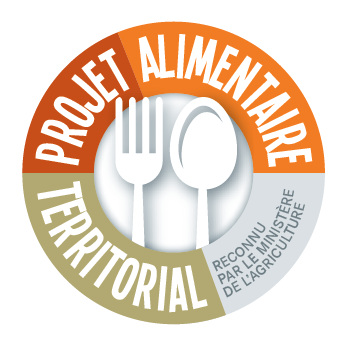 PROJET
ALIMENTAIRE
TERRITORIAL
RECONNU
PAR LE MINISTÈRE
DE L'AGRICULTURE